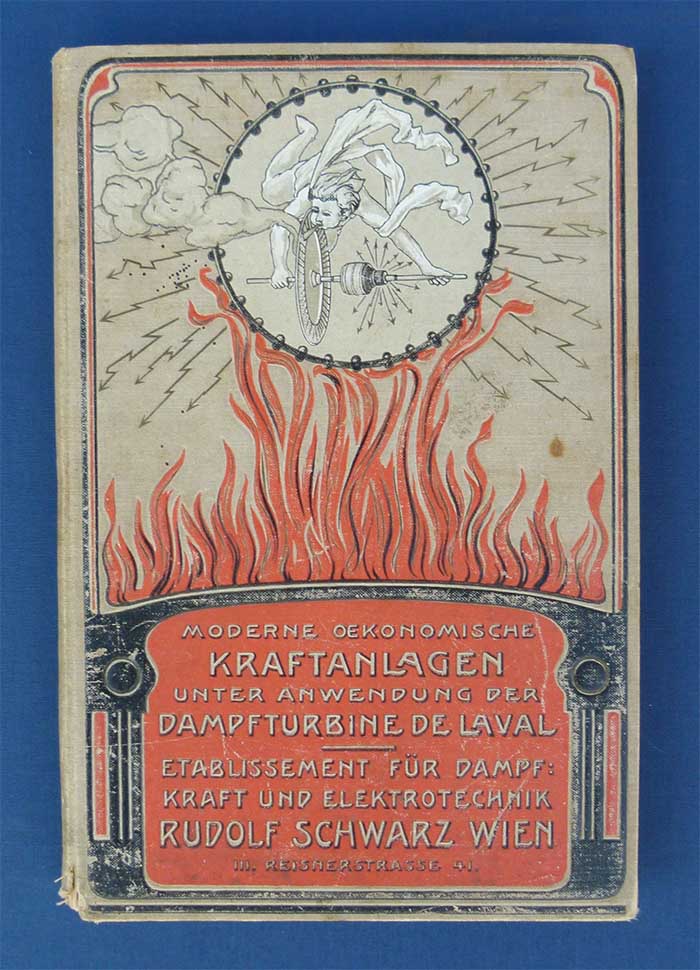 MODERNE OEKONOMISCHE
KRAFTANLAGEN
UNTER ANWENDUNG DER
DAMPFTURBINE DE LAVAL
ETABLISSEMENT FÜR DAMPF:
KRAFT UND ELEKTROTECHNIK
RUDOLF SCHWARZ WIEN
III. REISNERSTRASSE 41.